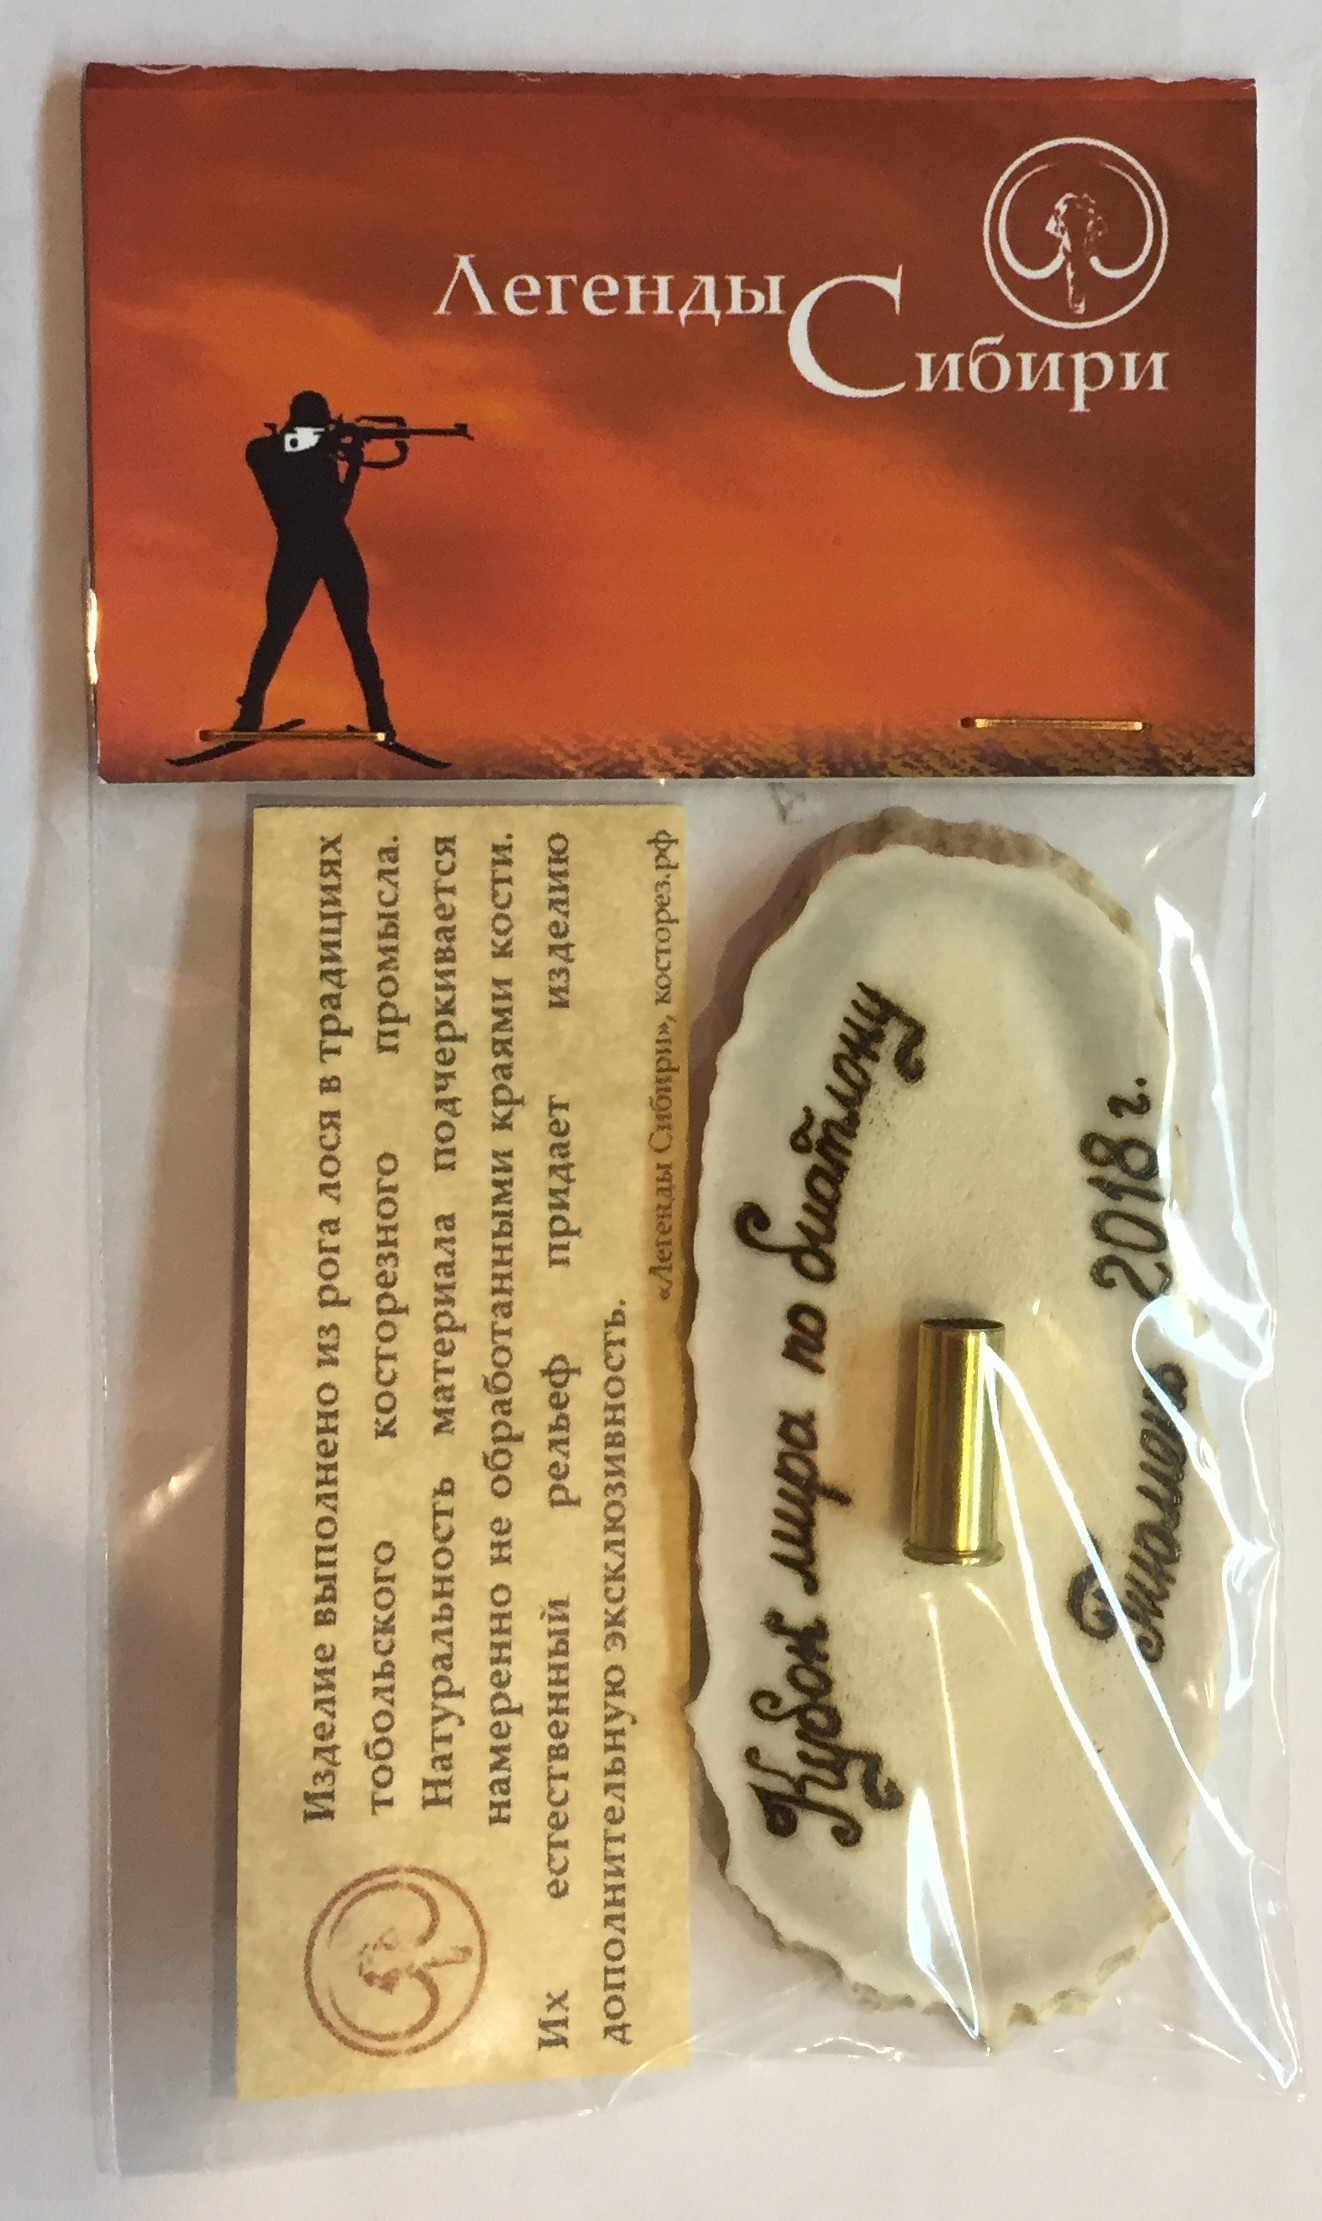 Легенды
Сибири
Изделие выполнено из рога лося в традициях
тобольского косторезного промысла.
Натуральность материала подчеркивается
намеренно не обработанными краями кости.
Их естественный рельеф придает изделию
дополнительную эксклюзивность.
«Легенды Сибири», косторез.рф
Кубок мира по биатлону
Тюмень 2018 г.